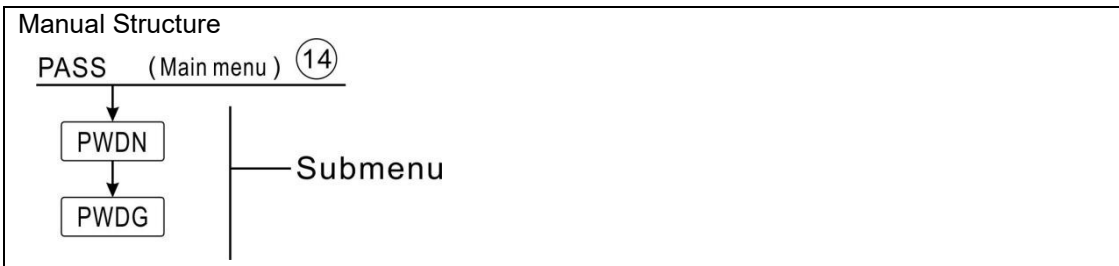 Manual Structure
PASS (Main menu) 14
PWDN
Submenu
PWDG